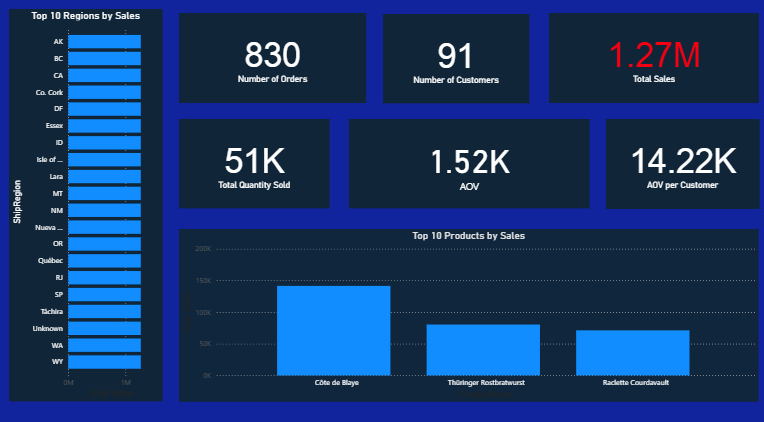 Top 10 Regions by Sales
ShipRegion
AK
BC
CA
Co. Cork
DF
Essex
ID
Isle of ...
Lara
MT
NM
Nueva ...
OR
Québec
RJ
SP
Táchira
Unknown
WA
WY
0M 1M
830
Number of Orders
91
Number of Customers
1.27M
Total Sales
51K
Total Quantity Sold
1.52K
AOV
14.22K
AOV per Customer
Top 10 Products by Sales
200K
150K
100K
50K
0K
Côte de Blaye Thüringer Rostbratwurst Raclette Courdavault